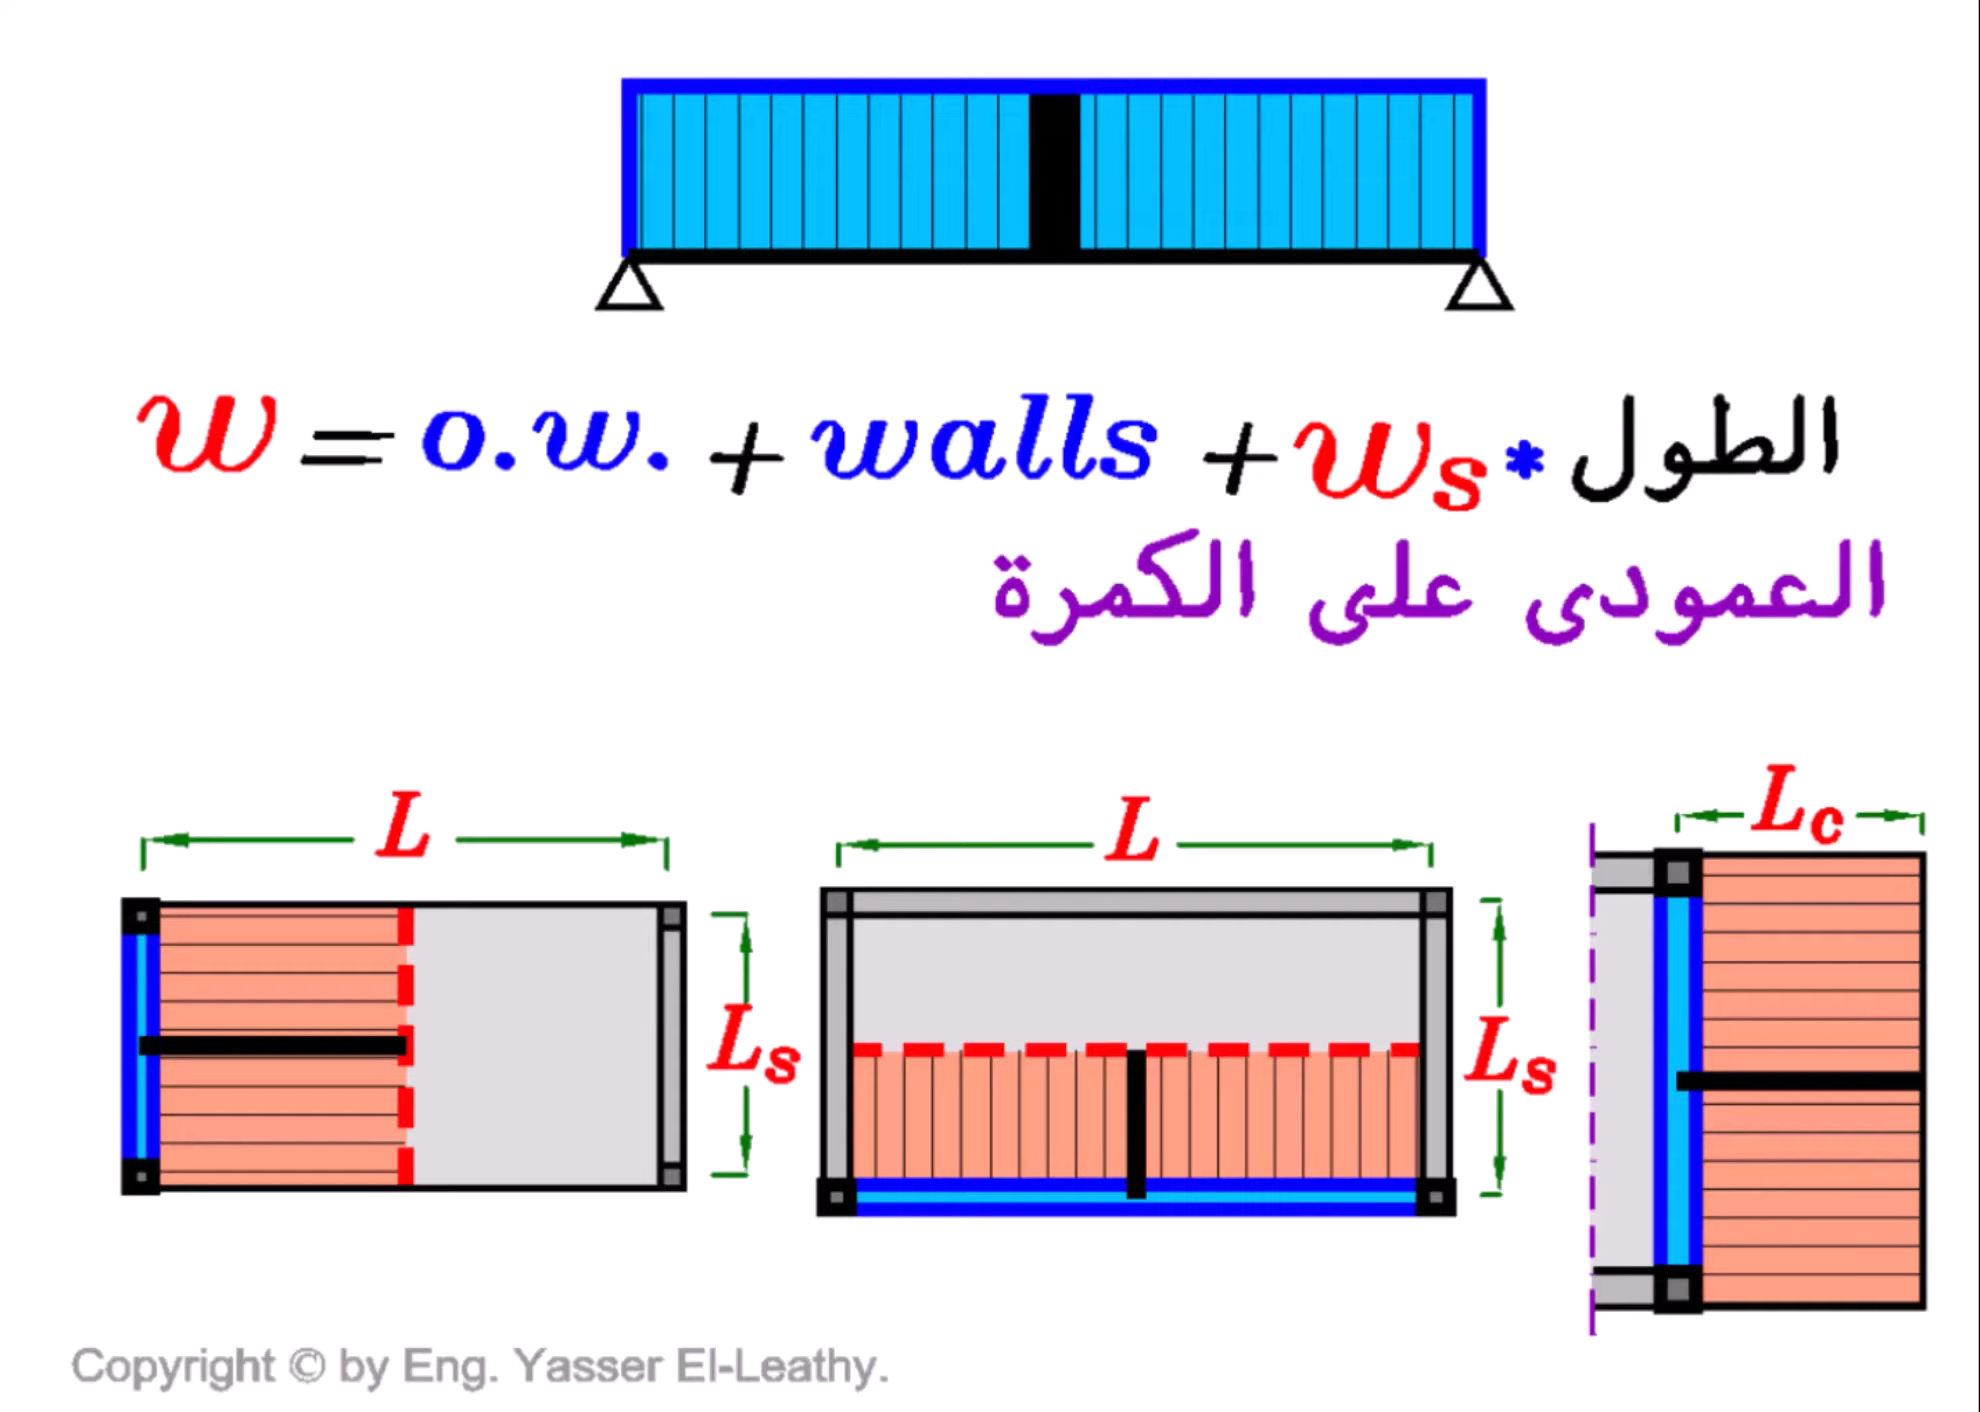 w = o.w. + walls + ws * الطول
العمودى على الكمرة
L
L
Lc
Ls
Ls
Copyright © by Eng. Yasser El-Leathy.